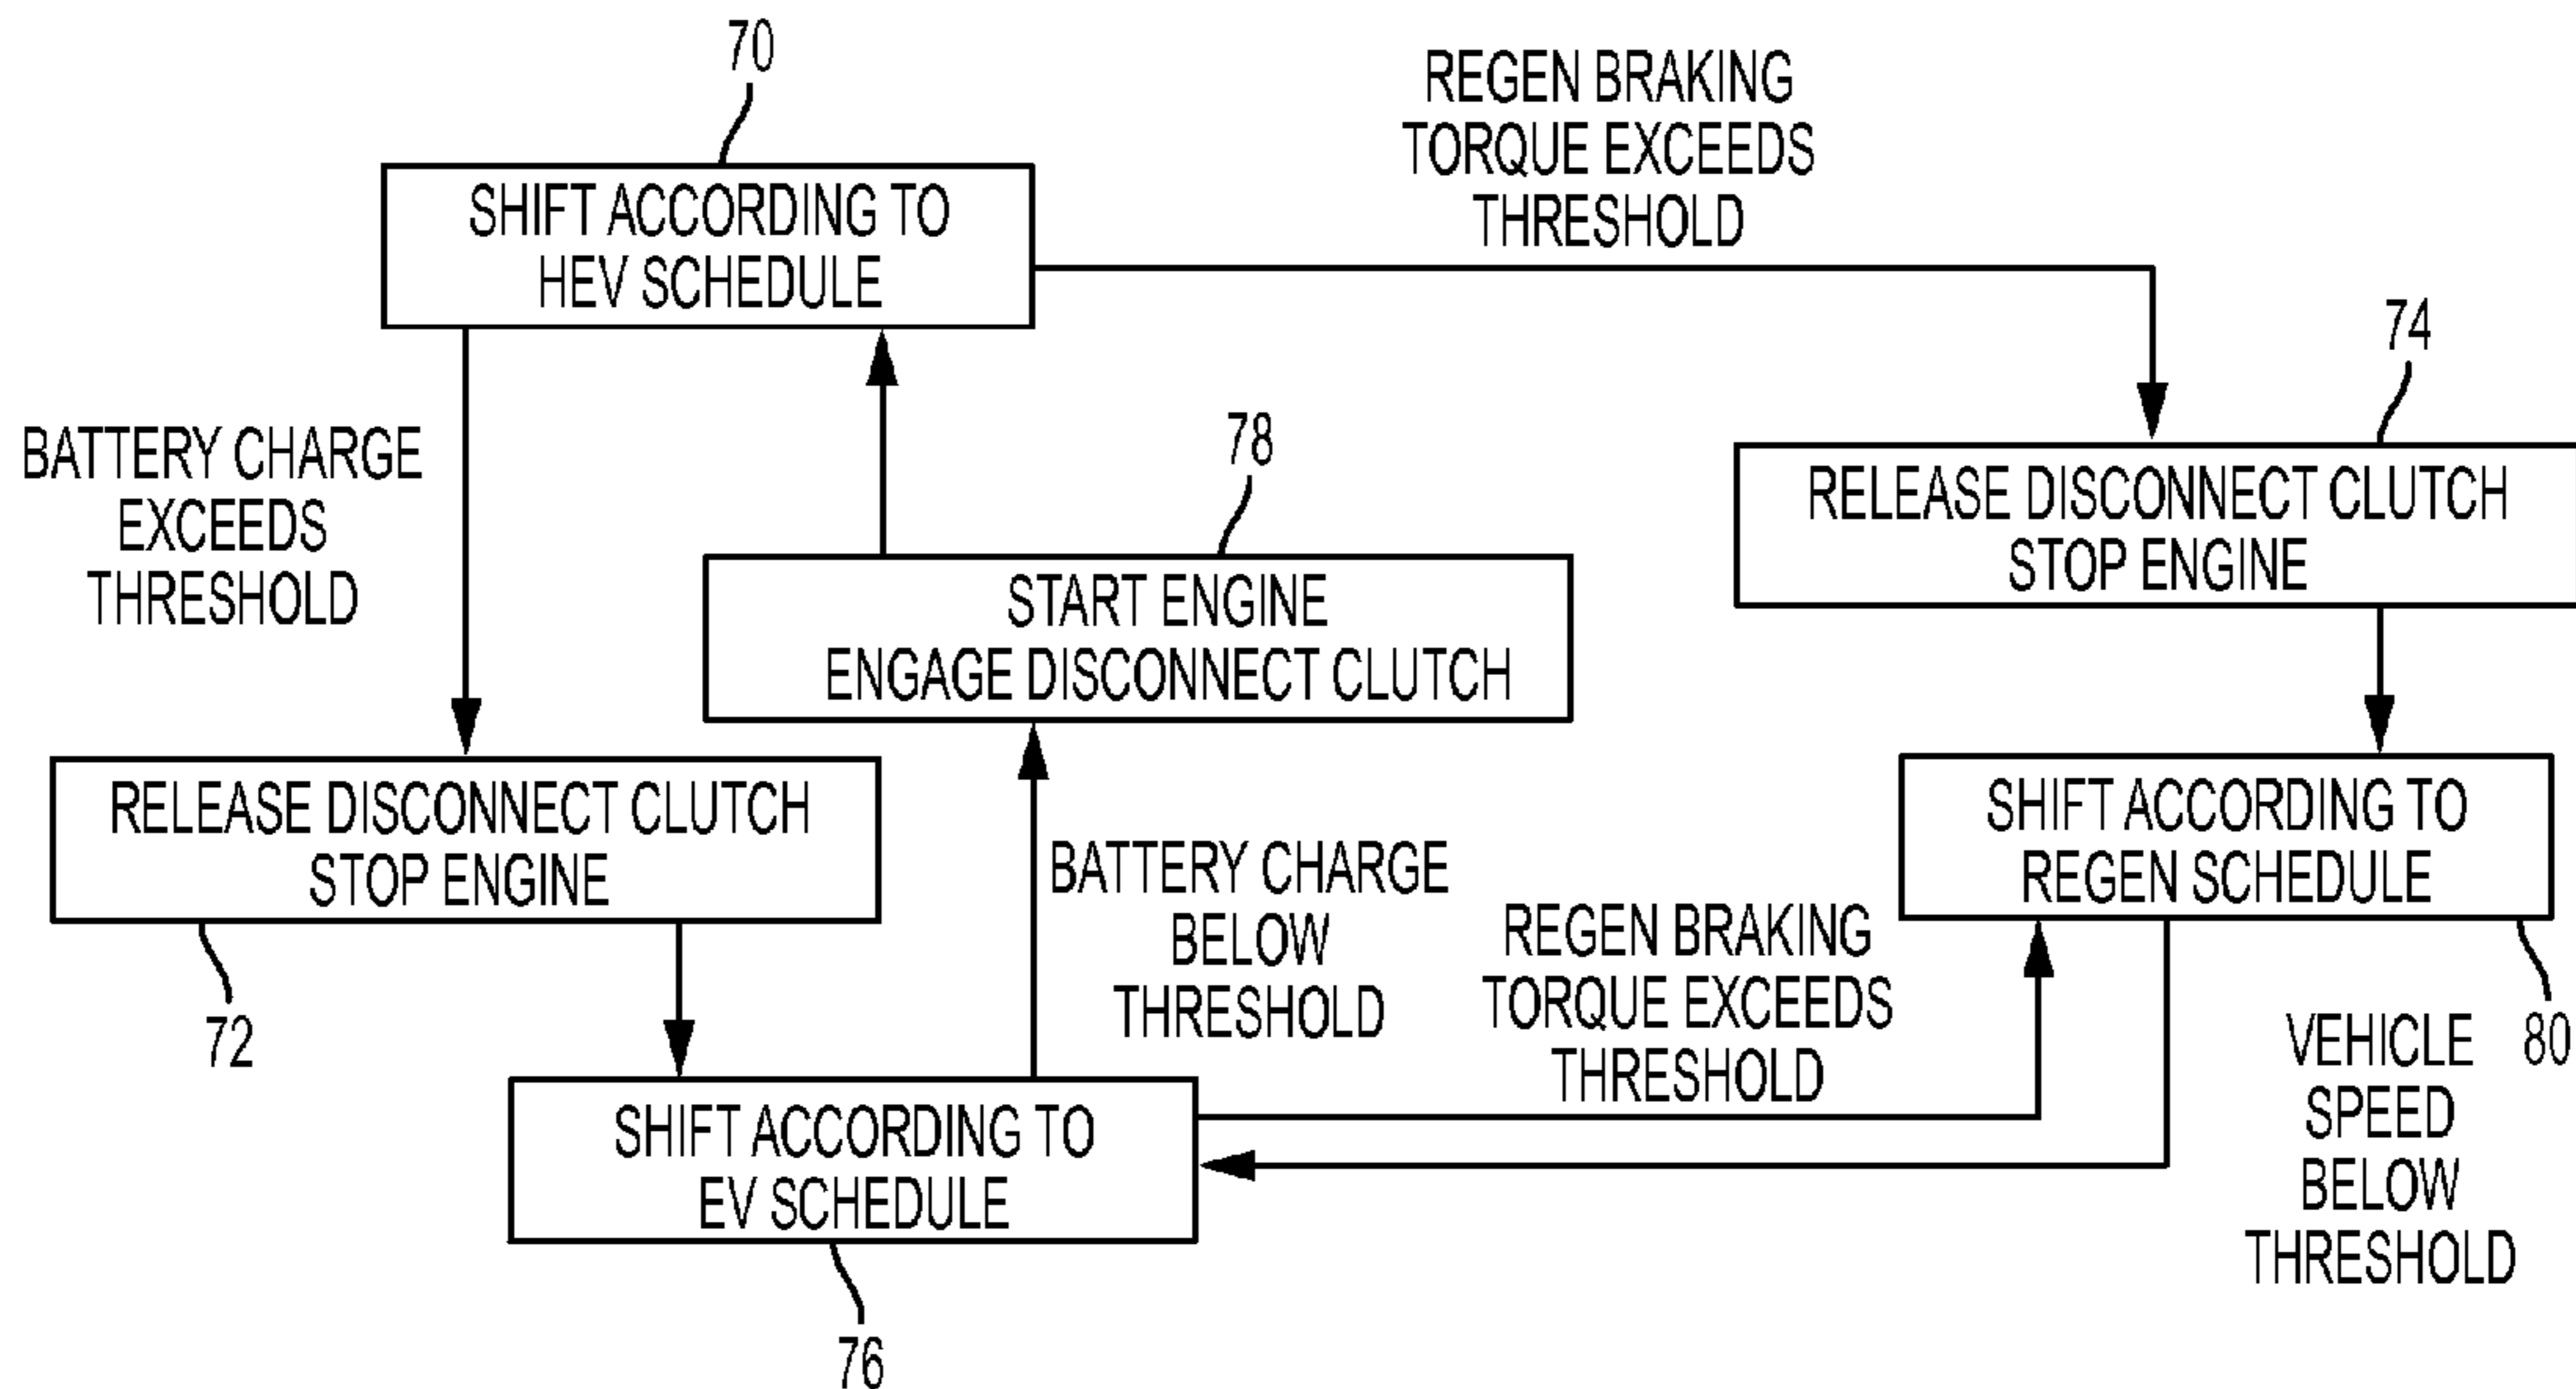 70
SHIFT ACCORDING TO
HEV SCHEDULE
REGEN BRAKING
TORQUE EXCEEDS
THRESHOLD
74
RELEASE DISCONNECT CLUTCH
STOP ENGINE
BATTERY CHARGE
EXCEEDS
THRESHOLD
78
START ENGINE
ENGAGE DISCONNECT CLUTCH
RELEASE DISCONNECT CLUTCH
STOP ENGINE
72
BATTERY CHARGE
BELOW
THRESHOLD
SHIFT ACCORDING TO
REGEN SCHEDULE
80
REGEN BRAKING
TORQUE EXCEEDS
THRESHOLD
VEHICLE
SPEED
BELOW
THRESHOLD
SHIFT ACCORDING TO
EV SCHEDULE
76